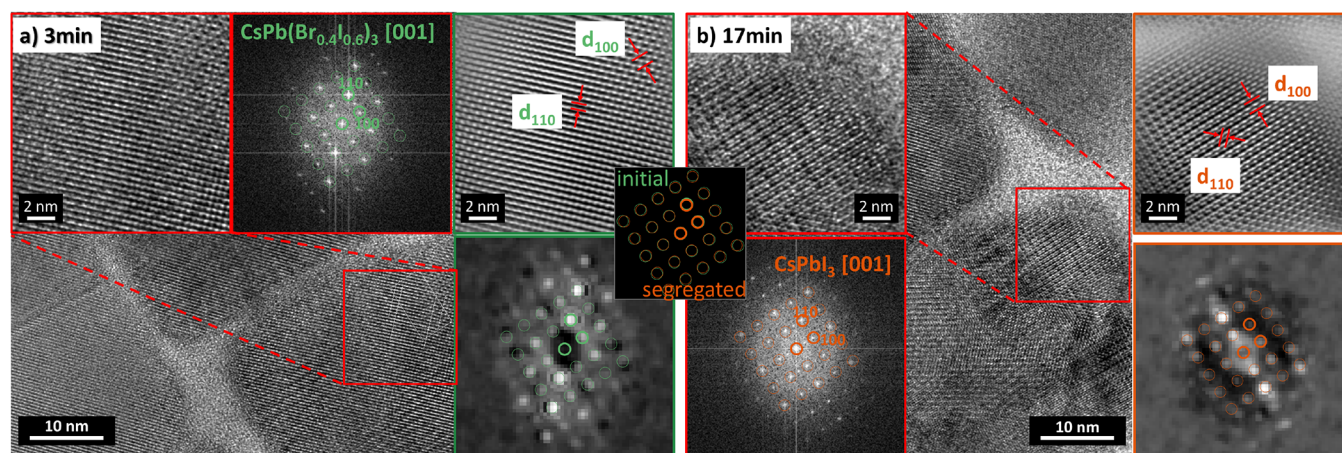 a) 3min
CsPb(Br0.4I0.6)3 [001]
110
100
d100
d110
2 nm
2 nm
10 nm
initial
segregated
b) 17min
2 nm
CsPbI3 [001]
110
100
10 nm
d100
d110
2 nm